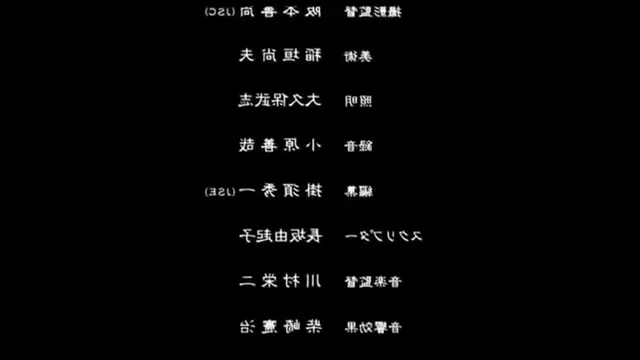 撮影監督 阪本善尚 (JSC)
美術 稲垣尚夫
照明 大久保武志
録音 小原善哉
編集 掛須秀一 (JSE)
スクリプター 長坂由起子
音楽監督 川村栄二
音響効果 柴崎憲治